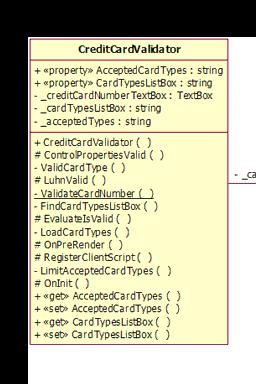 CreditCardValidator
+ «property» AcceptedCardTypes : string
+ «property» CardTypesListBox : string
- _creditCardNumberTextBox : TextBox
- _cardTypesListBox : string
- _acceptedTypes : string
+ CreditCardValidator ( )
# ControlPropertiesValid ( )
- ValidCardType ( )
# LuhnValid ( )
- ValidateCardNumber ( )
- FindCardTypesListBox ( )
# EvaluateIsValid ( )
- LoadCardTypes ( )
# OnPreRender ( )
# RegisterClientScript ( )
- LimitAcceptedCardTypes ( )
# OnInit ( )
+ «get» AcceptedCardTypes ( )
+ «set» AcceptedCardTypes ( )
+ «get» CardTypesListBox ( )
+ «set» CardTypesListBox ( )
- _ca